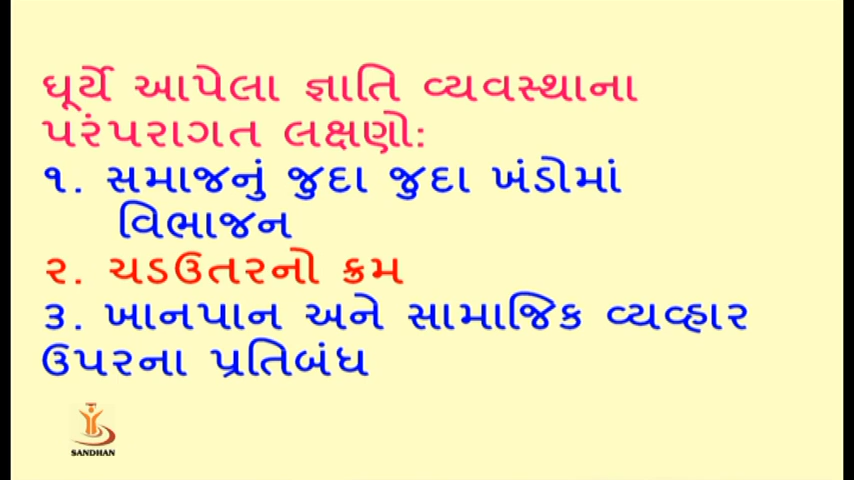 ઘૂર્યે આપેલા જ્ઞાતિ વ્યવસ્થાના
પરંપરાગત લક્ષણો:
૧. સમાજનું જુદા જુદા ખંડોમાં
વિભાજન
૨. ચડઉતરનો ક્રમ
૩. ખાનપાન અને સામાજિક વ્યવ્હાર
ઉપરના પ્રતિબંધ
SANDHAN